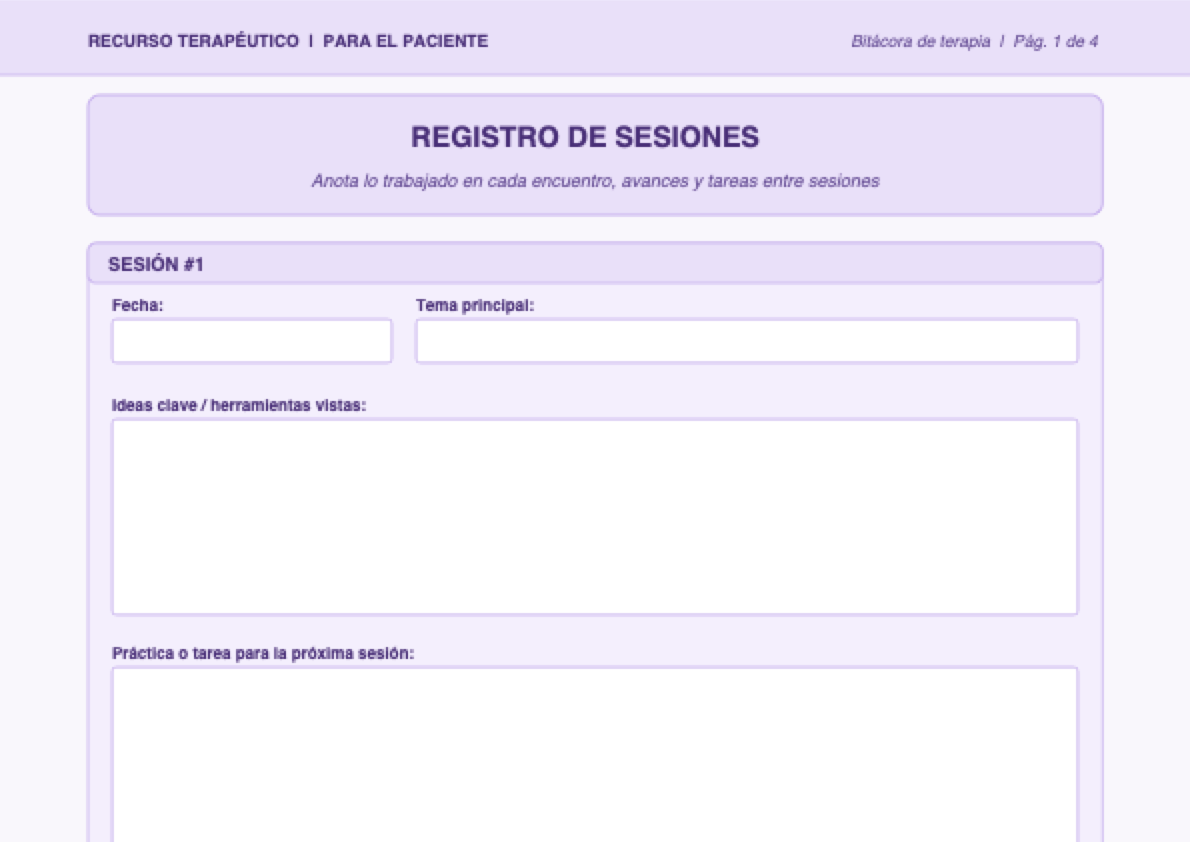 RECURSO TERAPÉUTICO | PARA EL PACIENTE
Bitácora de terapia | Pág. 1 de 4
REGISTRO DE SESIONES
Anota lo trabajado en cada encuentro, avances y tareas entre sesiones
SESIÓN #1
Fecha:
Tema principal:
Ideas clave / herramientas vistas:
Práctica o tarea para la próxima sesión: